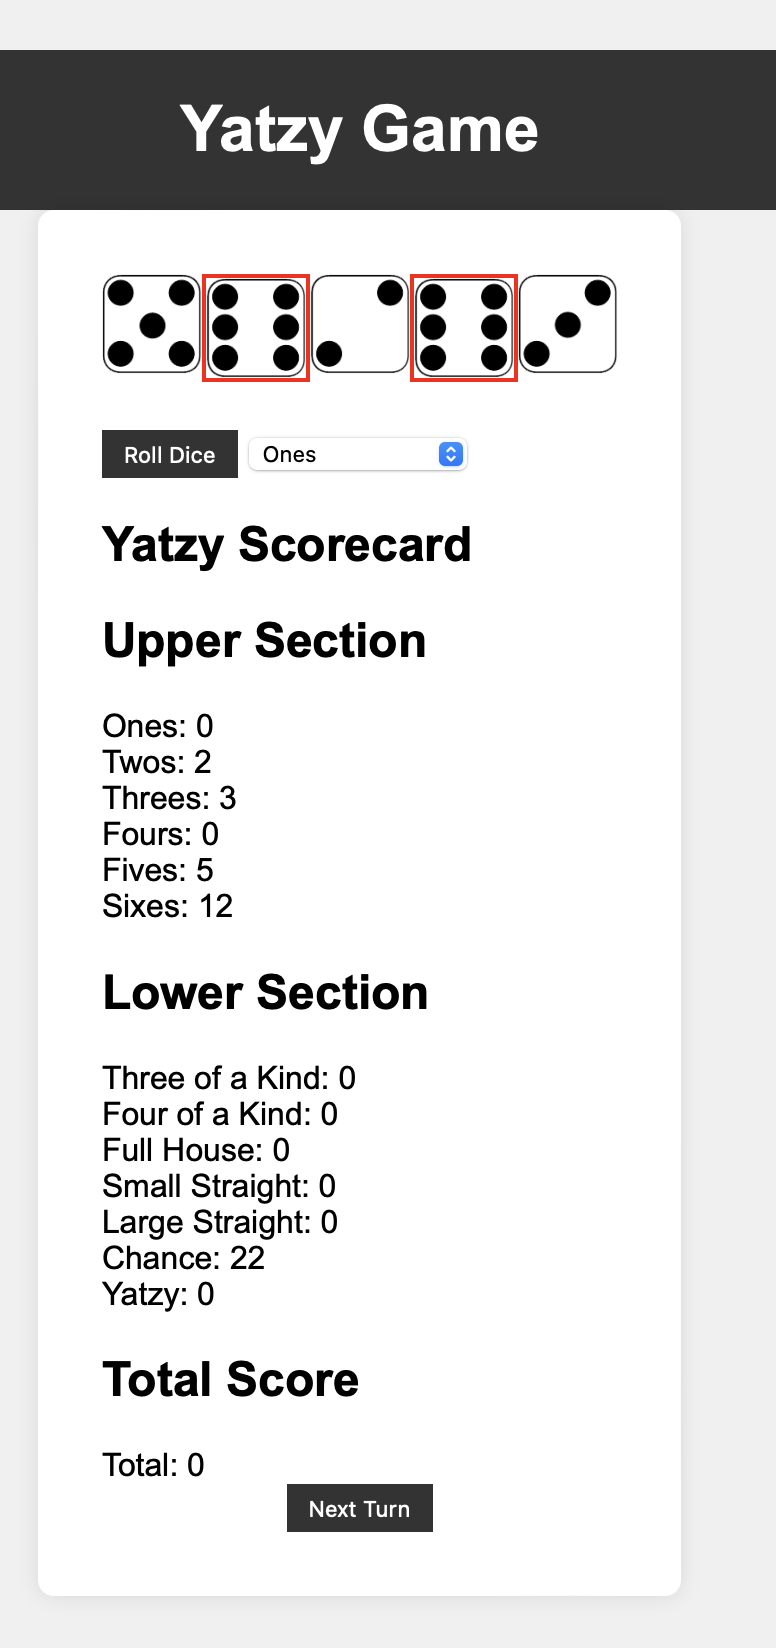 Yatzy Game
Roll Dice Ones
Yatzy Scorecard
Upper Section
Ones: 0
Twos: 2
Threes: 3
Fours: 0
Fives: 5
Sixes: 12
Lower Section
Three of a Kind: 0
Four of a Kind: 0
Full House: 0
Small Straight: 0
Large Straight: 0
Chance: 22
Yatzy: 0
Total Score
Total: 0
Next Turn